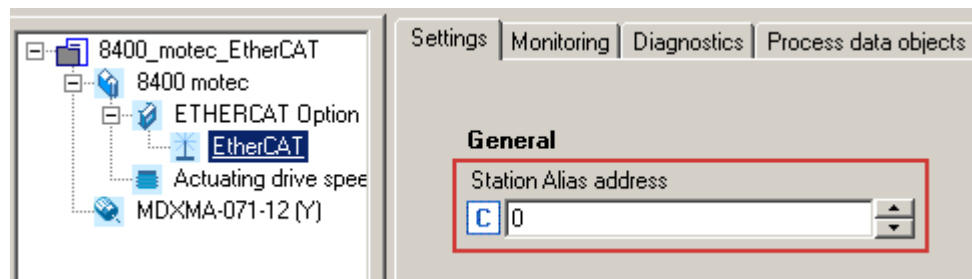 8400_motec_EtherCAT
8400 motec
ETHERCAT Option
EtherCAT
Actuating drive spee
MDXMA-071-12 (Y)
Settings Monitoring Diagnostics Process data objects
General
Station Alias address
C 0